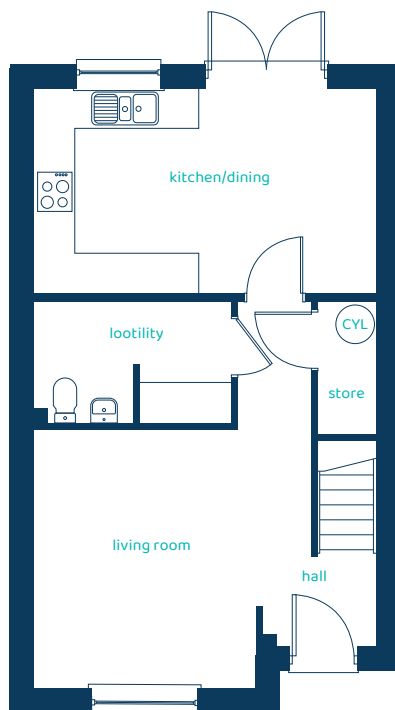 kitchen/dining
CYL
lootility
store
living room
hall